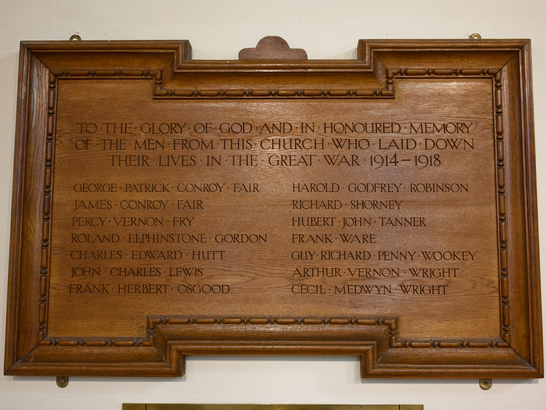 TO · THE · GLORY · OF · GOD · AND · IN · HONOURED · MEMORY
OF · THE · MEN · FROM · THIS · CHURCH · WHO · LAID · DOWN
THEIR · LIVES · IN · THE · GREAT · WAR · 1914–1918
GEORGE · PATRICK · CONROY · FAIR
JAMES · CONROY · FAIR
PERCY · VERNON · FRY
ROLAND · ELPHINSTONE · GORDON
CHARLES · EDWARD · HUTT
JOHN · CHARLES · LEWIS
FRANK · HERBERT · OSGOOD
HAROLD · GODFREY · ROBINSON
RICHARD · SHORNEY
HUBERT · JOHN · TANNER
FRANK · WARE
GUY · RICHARD · PENNY · WOOKEY
ARTHUR · VERNON · WRIGHT
CECIL · MEDWYN · WRIGHT